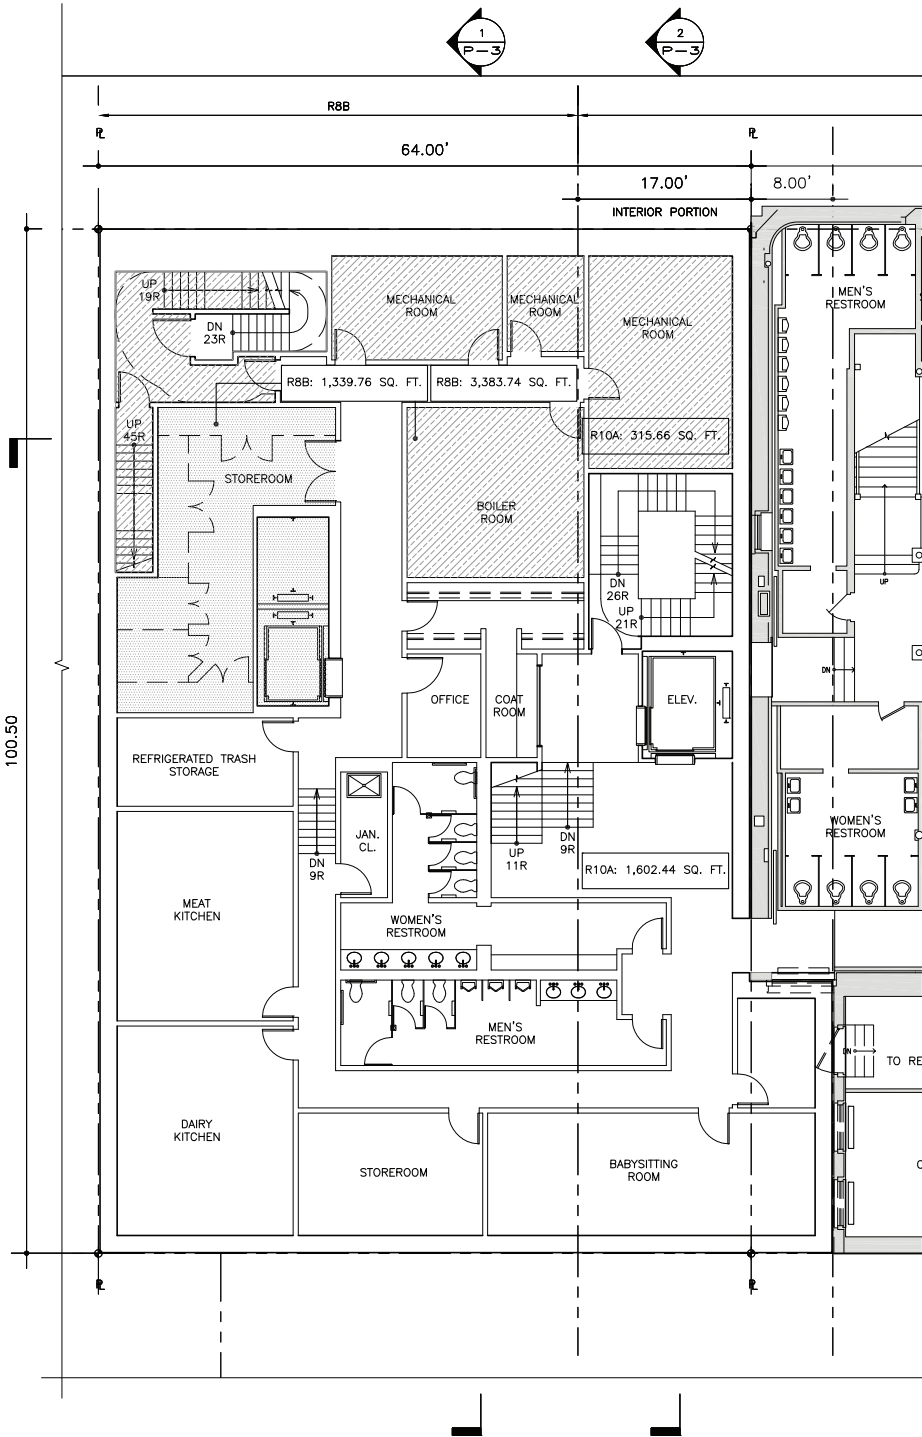 1
P-3
2
P-3
R8B
PL
PL
64.00'
17.00'
8.00'
INTERIOR PORTION
UP
19R
DN
23R
MECHANICAL
ROOM
MECHANICAL
ROOM
MECHANICAL
ROOM
MEN'S
RESTROOM
R8B: 1,339.76 SQ. FT.
R8B: 3,383.74 SQ. FT.
UP
45R
R10A: 315.66 SQ. FT.
STOREROOM
BOILER
ROOM
DN
26R
UP
21R
UP
DN
OFFICE
COAT
ROOM
ELEV.
100.50
REFRIGERATED TRASH
STORAGE
JAN.
CL.
WOMEN'S
RESTROOM
DN
9R
UP
11R
DN
9R
R10A: 1,602.44 SQ. FT.
MEAT
KITCHEN
WOMEN'S
RESTROOM
MEN'S
RESTROOM
DN
TO RE
DAIRY
KITCHEN
STOREROOM
BABYSITTING
ROOM
PL
PL